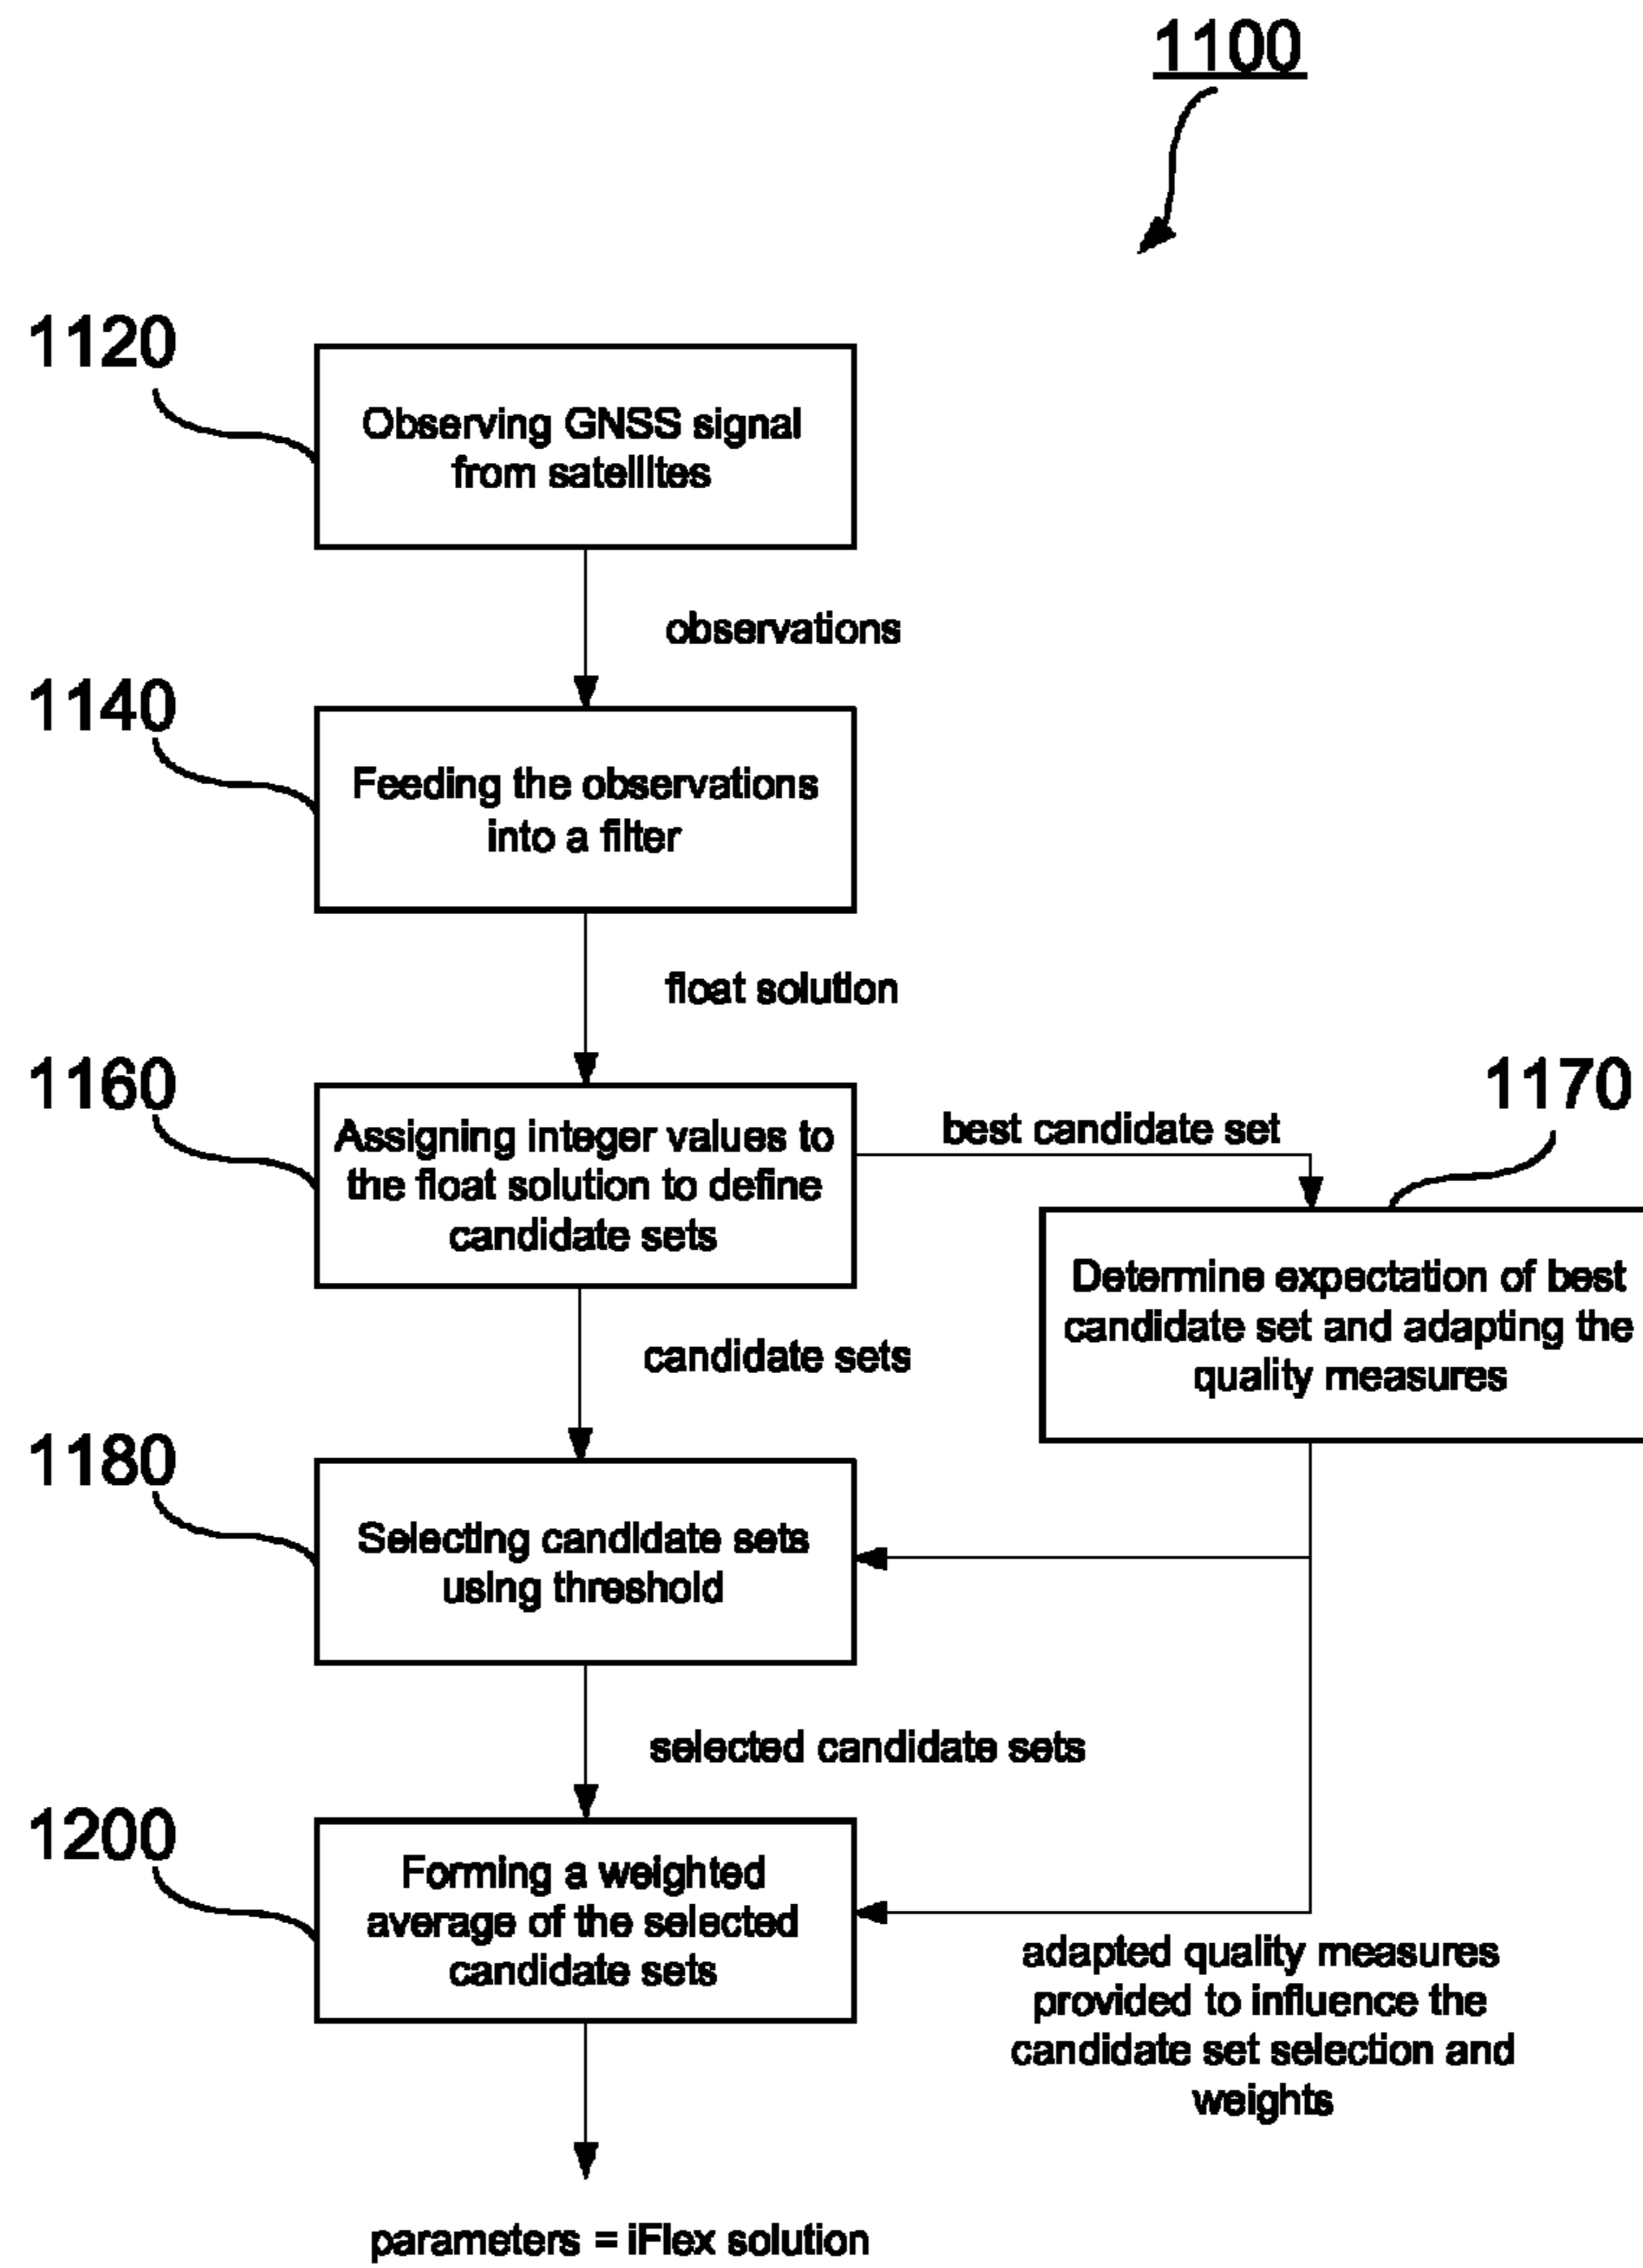 1100
1120
Observing GNSS signal
from satellites
observations
1140
Feeding the observations
into a filter
float solution
1160
Assigning integer values to
the float solution to define
candidate sets
best candidate set
1170
Determine expectation of best
candidate set and adapting the
quality measures
candidate sets
1180
Selecting candidate sets
using threshold
selected candidate sets
1200
Forming a weighted
average of the selected
candidate sets
adapted quality measures
provided to influence the
candidate set selection and
weights
parameters = iFlex solution